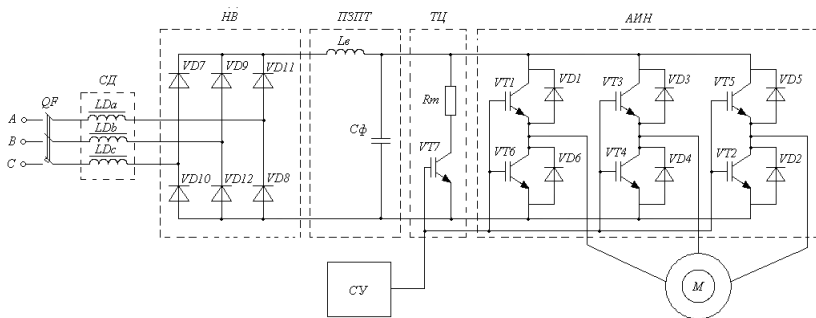 НВ ПЗПТ ТЦ АИН
Lв
СД
VD7 VD9 VD11
VT1 VD1 VT3 VD3 VT5 VD5
QF
LDa
Rт
A
LDb
B
Cф
LDc
C
VT7
VT6 VD6 VT4 VD4 VT2 VD2
VD10 VD12 VD8
СУ
М